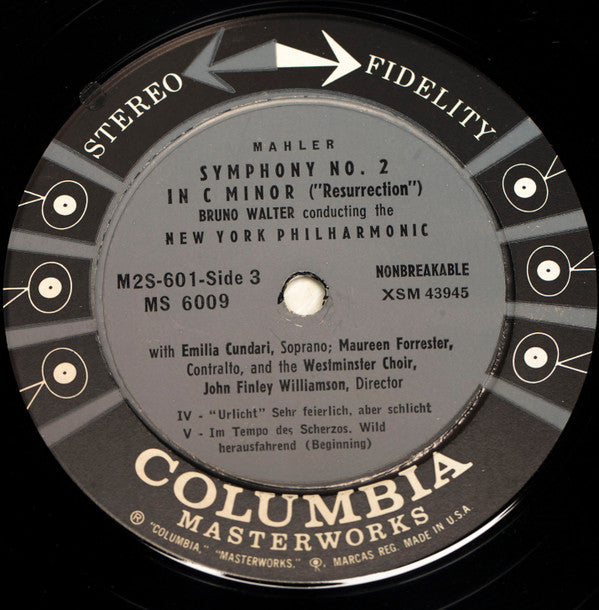 STEREO FIDELITY
MAHLER
SYMPHONY NO. 2
IN C MINOR ("Resurrection")
BRUNO WALTER conducting the
NEW YORK PHILHARMONIC
M2S-601-Side 3
MS 6009
NONBREAKABLE
XSM 43945
with Emilia Cundari, Soprano; Maureen Forrester,
Contralto, and the Westminster Choir,
John Finley Williamson, Director
IV - "Urlicht" Sehr feierlich, aber schlicht
V - Im Tempo des Scherzos. Wild
herausfahrend (Beginning)
COLUMBIA
MASTERWORKS
® "COLUMBIA," "MASTERWORKS," MARCAS REG. MADE IN U.S.A.